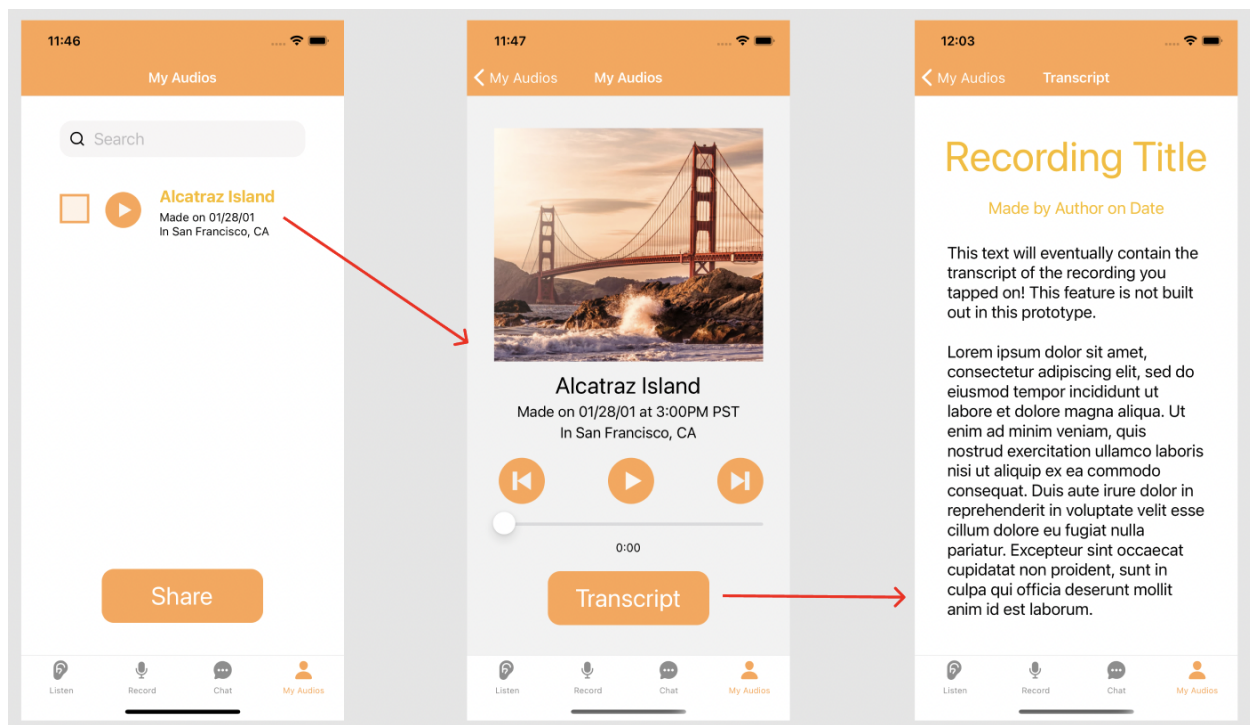 11:46
My Audios
Search
Alcatraz Island
Made on 01/28/01
In San Francisco, CA
Share
Listen
Record
Chat
My Audios
11:47
My Audios
My Audios
Alcatraz Island
Made on 01/28/01 at 3:00PM PST
In San Francisco, CA
0:00
Transcript
Listen
Record
Chat
My Audios
12:03
My Audios
Transcript
Recording Title
Made by Author on Date
This text will eventually contain the
transcript of the recording you
tapped on! This feature is not built
out in this prototype.
Lorem ipsum dolor sit amet,
consectetur adipiscing elit, sed do
eiusmod tempor incididunt ut
labore et dolore magna aliqua. Ut
enim ad minim veniam, quis
nostrud exercitation ullamco laboris
nisi ut aliquip ex ea commodo
consequat. Duis aute irure dolor in
reprehenderit in voluptate velit esse
cillum dolore eu fugiat nulla
pariatur. Excepteur sint occaecat
cupidatat non proident, sunt in
culpa qui officia deserunt mollit
anim id est laborum.
Listen
Record
Chat
My Audios